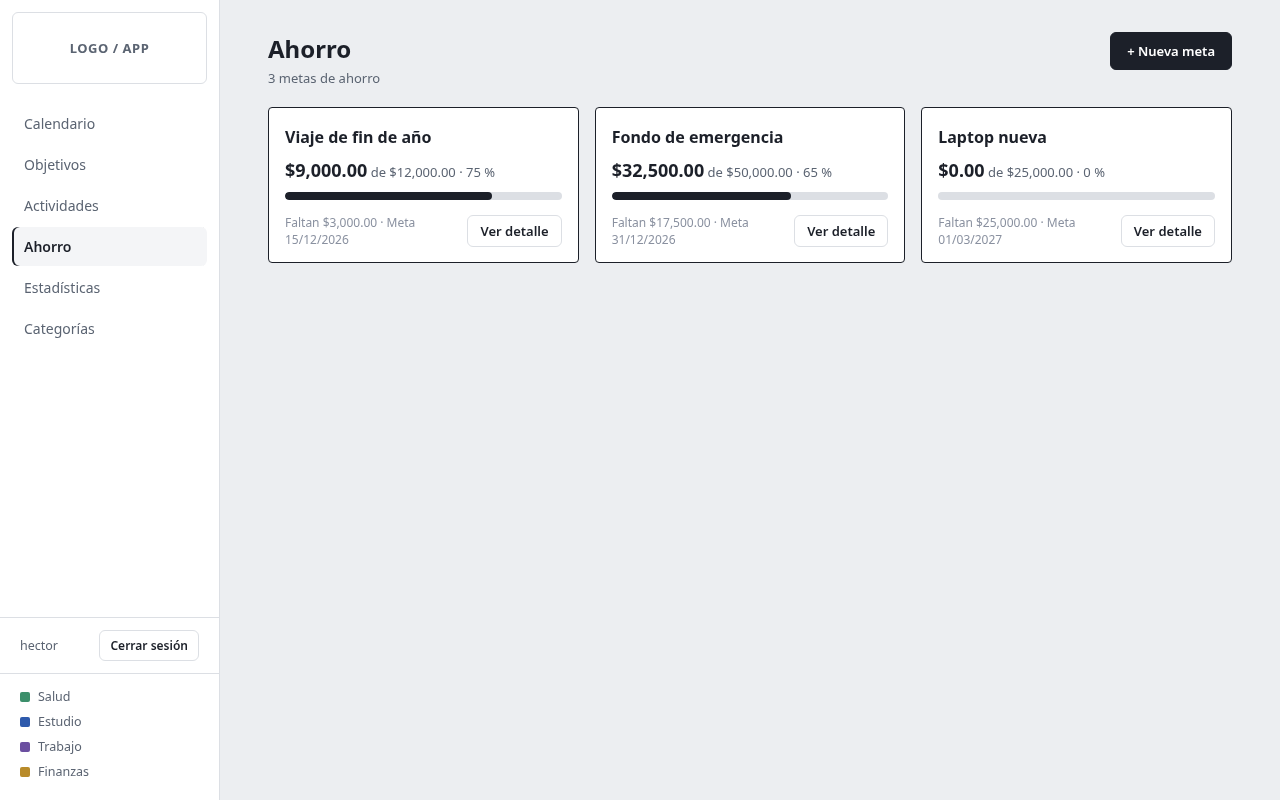 LOGO / APP
Calendario
Objetivos
Actividades
Ahorro
Estadísticas
Categorías
hector
Cerrar sesión
Salud
Estudio
Trabajo
Finanzas
Ahorro
3 metas de ahorro
+ Nueva meta
Viaje de fin de año
$9,000.00 de $12,000.00 · 75 %
Faltan $3,000.00 · Meta
15/12/2026
Ver detalle
Fondo de emergencia
$32,500.00 de $50,000.00 · 65 %
Faltan $17,500.00 · Meta
31/12/2026
Ver detalle
Laptop nueva
$0.00 de $25,000.00 · 0 %
Faltan $25,000.00 · Meta
01/03/2027
Ver detalle